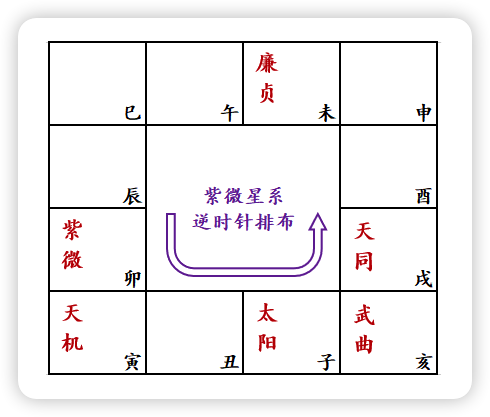 廉贞
巳
午
未
申
紫微星系
逆时针排布
辰
酉
紫微
卯
天同
戌
天机
寅
丑
太阳
子
武曲
亥